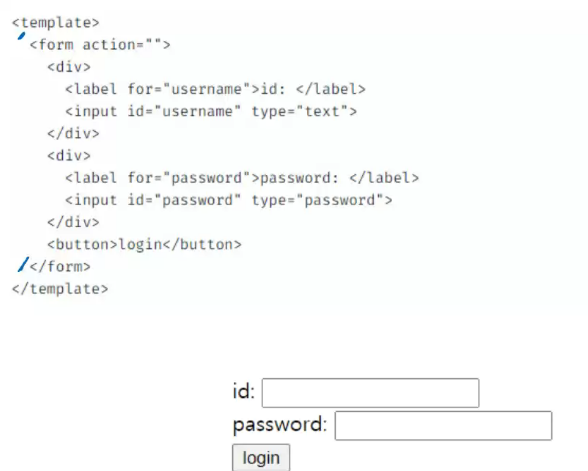 <template>
<form action="">
<div>
<label for="username">id: </label>
<input id="username" type="text">
</div>
<div>
<label for="password">password: </label>
<input id="password" type="password">
</div>
<button>login</button>
</form>
</template>
id:
password:
login